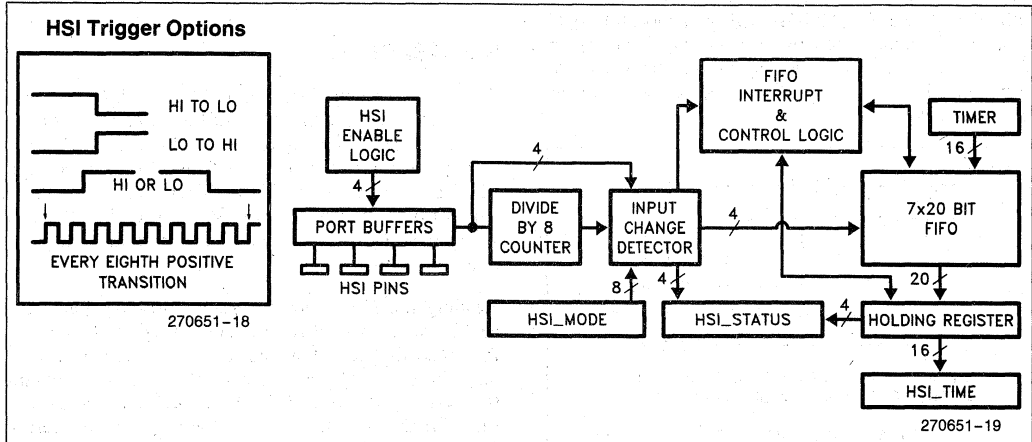 HSI Trigger Options
HI TO LO
LO TO HI
HI OR LO
EVERY EIGHTH POSITIVE
TRANSITION
270651-18
HSI
ENABLE
LOGIC
4
PORT BUFFERS
HSI PINS
4
DIVIDE
BY 8
COUNTER
INPUT
CHANGE
DETECTOR
8
HSI_MODE
4
HSI_STATUS
4
FIFO
INTERRUPT
&
CONTROL LOGIC
TIMER
16
7x20 BIT
FIFO
20
4
HOLDING REGISTER
16
HSI_TIME
270651-19